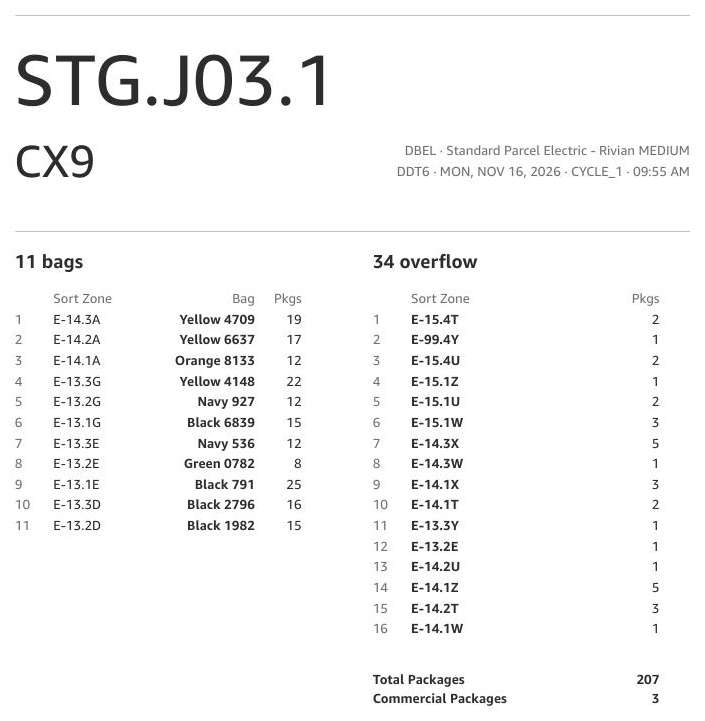 STG.J03.1
CX9
DBEL · Standard Parcel Electric - Rivian MEDIUM
DDT6 · MON, NOV 16, 2026 · CYCLE_1 · 09:55 AM
11 bags
Sort Zone Bag Pkgs
1 E-14.3A Yellow 4709 19
2 E-14.2A Yellow 6637 17
3 E-14.1A Orange 8133 12
4 E-13.3G Yellow 4148 22
5 E-13.2G Navy 927 12
6 E-13.1G Black 6839 15
7 E-13.3E Navy 536 12
8 E-13.2E Green 0782 8
9 E-13.1E Black 791 25
10 E-13.3D Black 2796 16
11 E-13.2D Black 1982 15
34 overflow
Sort Zone Pkgs
1 E-15.4T 2
2 E-99.4Y 1
3 E-15.4U 2
4 E-15.1Z 1
5 E-15.1U 2
6 E-15.1W 3
7 E-14.3X 5
8 E-14.3W 1
9 E-14.1X 3
10 E-14.1T 2
11 E-13.3Y 1
12 E-13.2E 1
13 E-14.2U 1
14 E-14.1Z 5
15 E-14.2T 3
16 E-14.1W 1
Total Packages 207
Commercial Packages 3